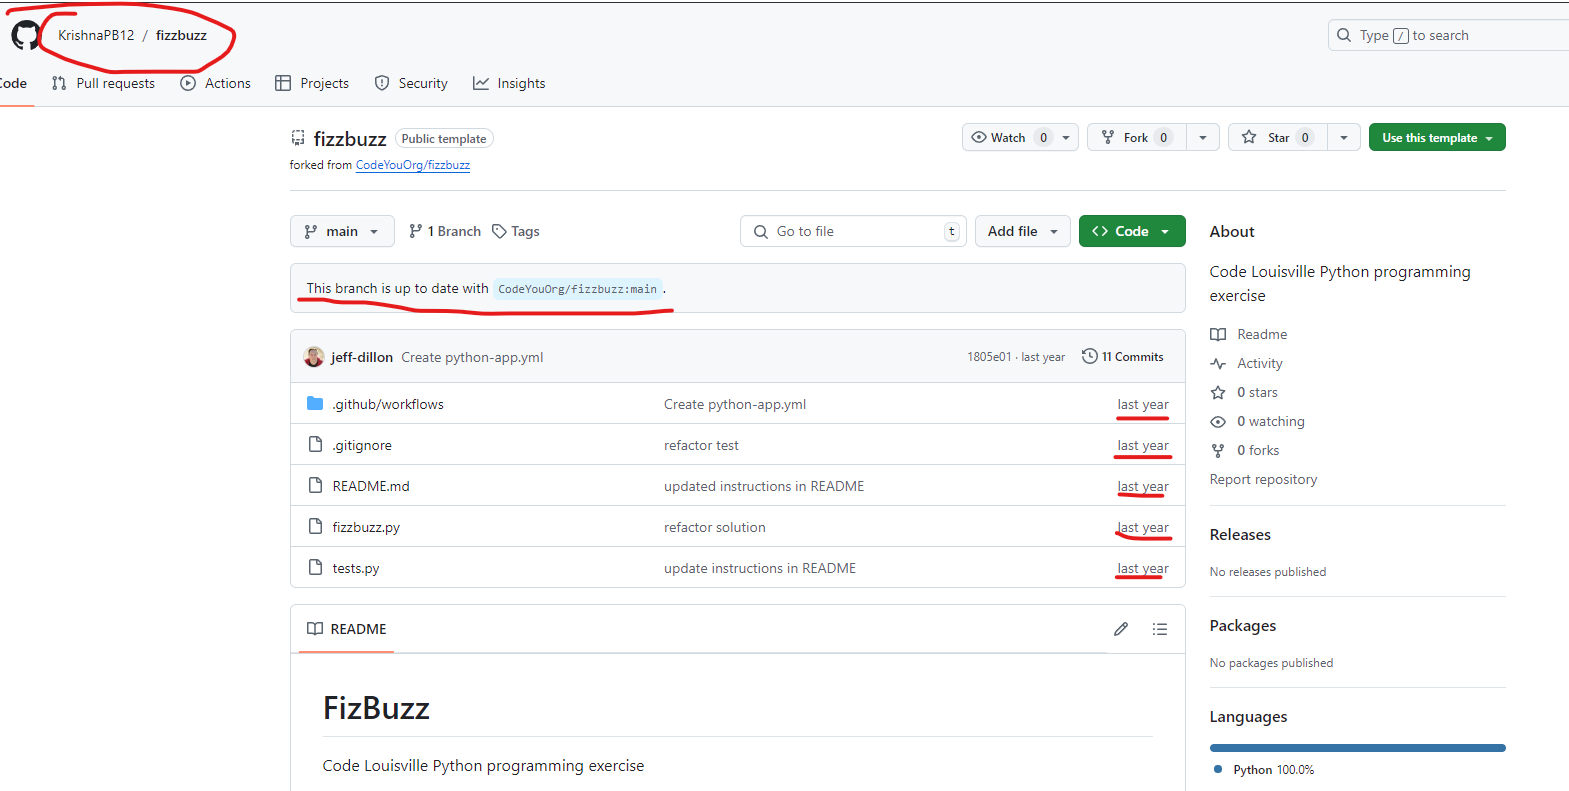 KrishnaPB12 / fizzbuzz
Type / to search
Code Pull requests Actions Projects Security Insights
fizzbuzz Public template
Watch 0 Fork 0 Star 0 Use this template
forked from CodeYouOrg/fizzbuzz
main 1 Branch Tags Go to file t Add file Code
This branch is up to date with CodeYouOrg/fizzbuzz:main .
jeff-dillon Create python-app.yml 1805e01 · last year 11 Commits
.github/workflows Create python-app.yml last year
.gitignore refactor test last year
README.md updated instructions in README last year
fizzbuzz.py refactor solution last year
tests.py update instructions in README last year
README
FizBuzz
Code Louisville Python programming exercise
About
Code Louisville Python programming
exercise
Readme
Activity
0 stars
0 watching
0 forks
Report repository
Releases
No releases published
Packages
No packages published
Languages
Python 100.0%